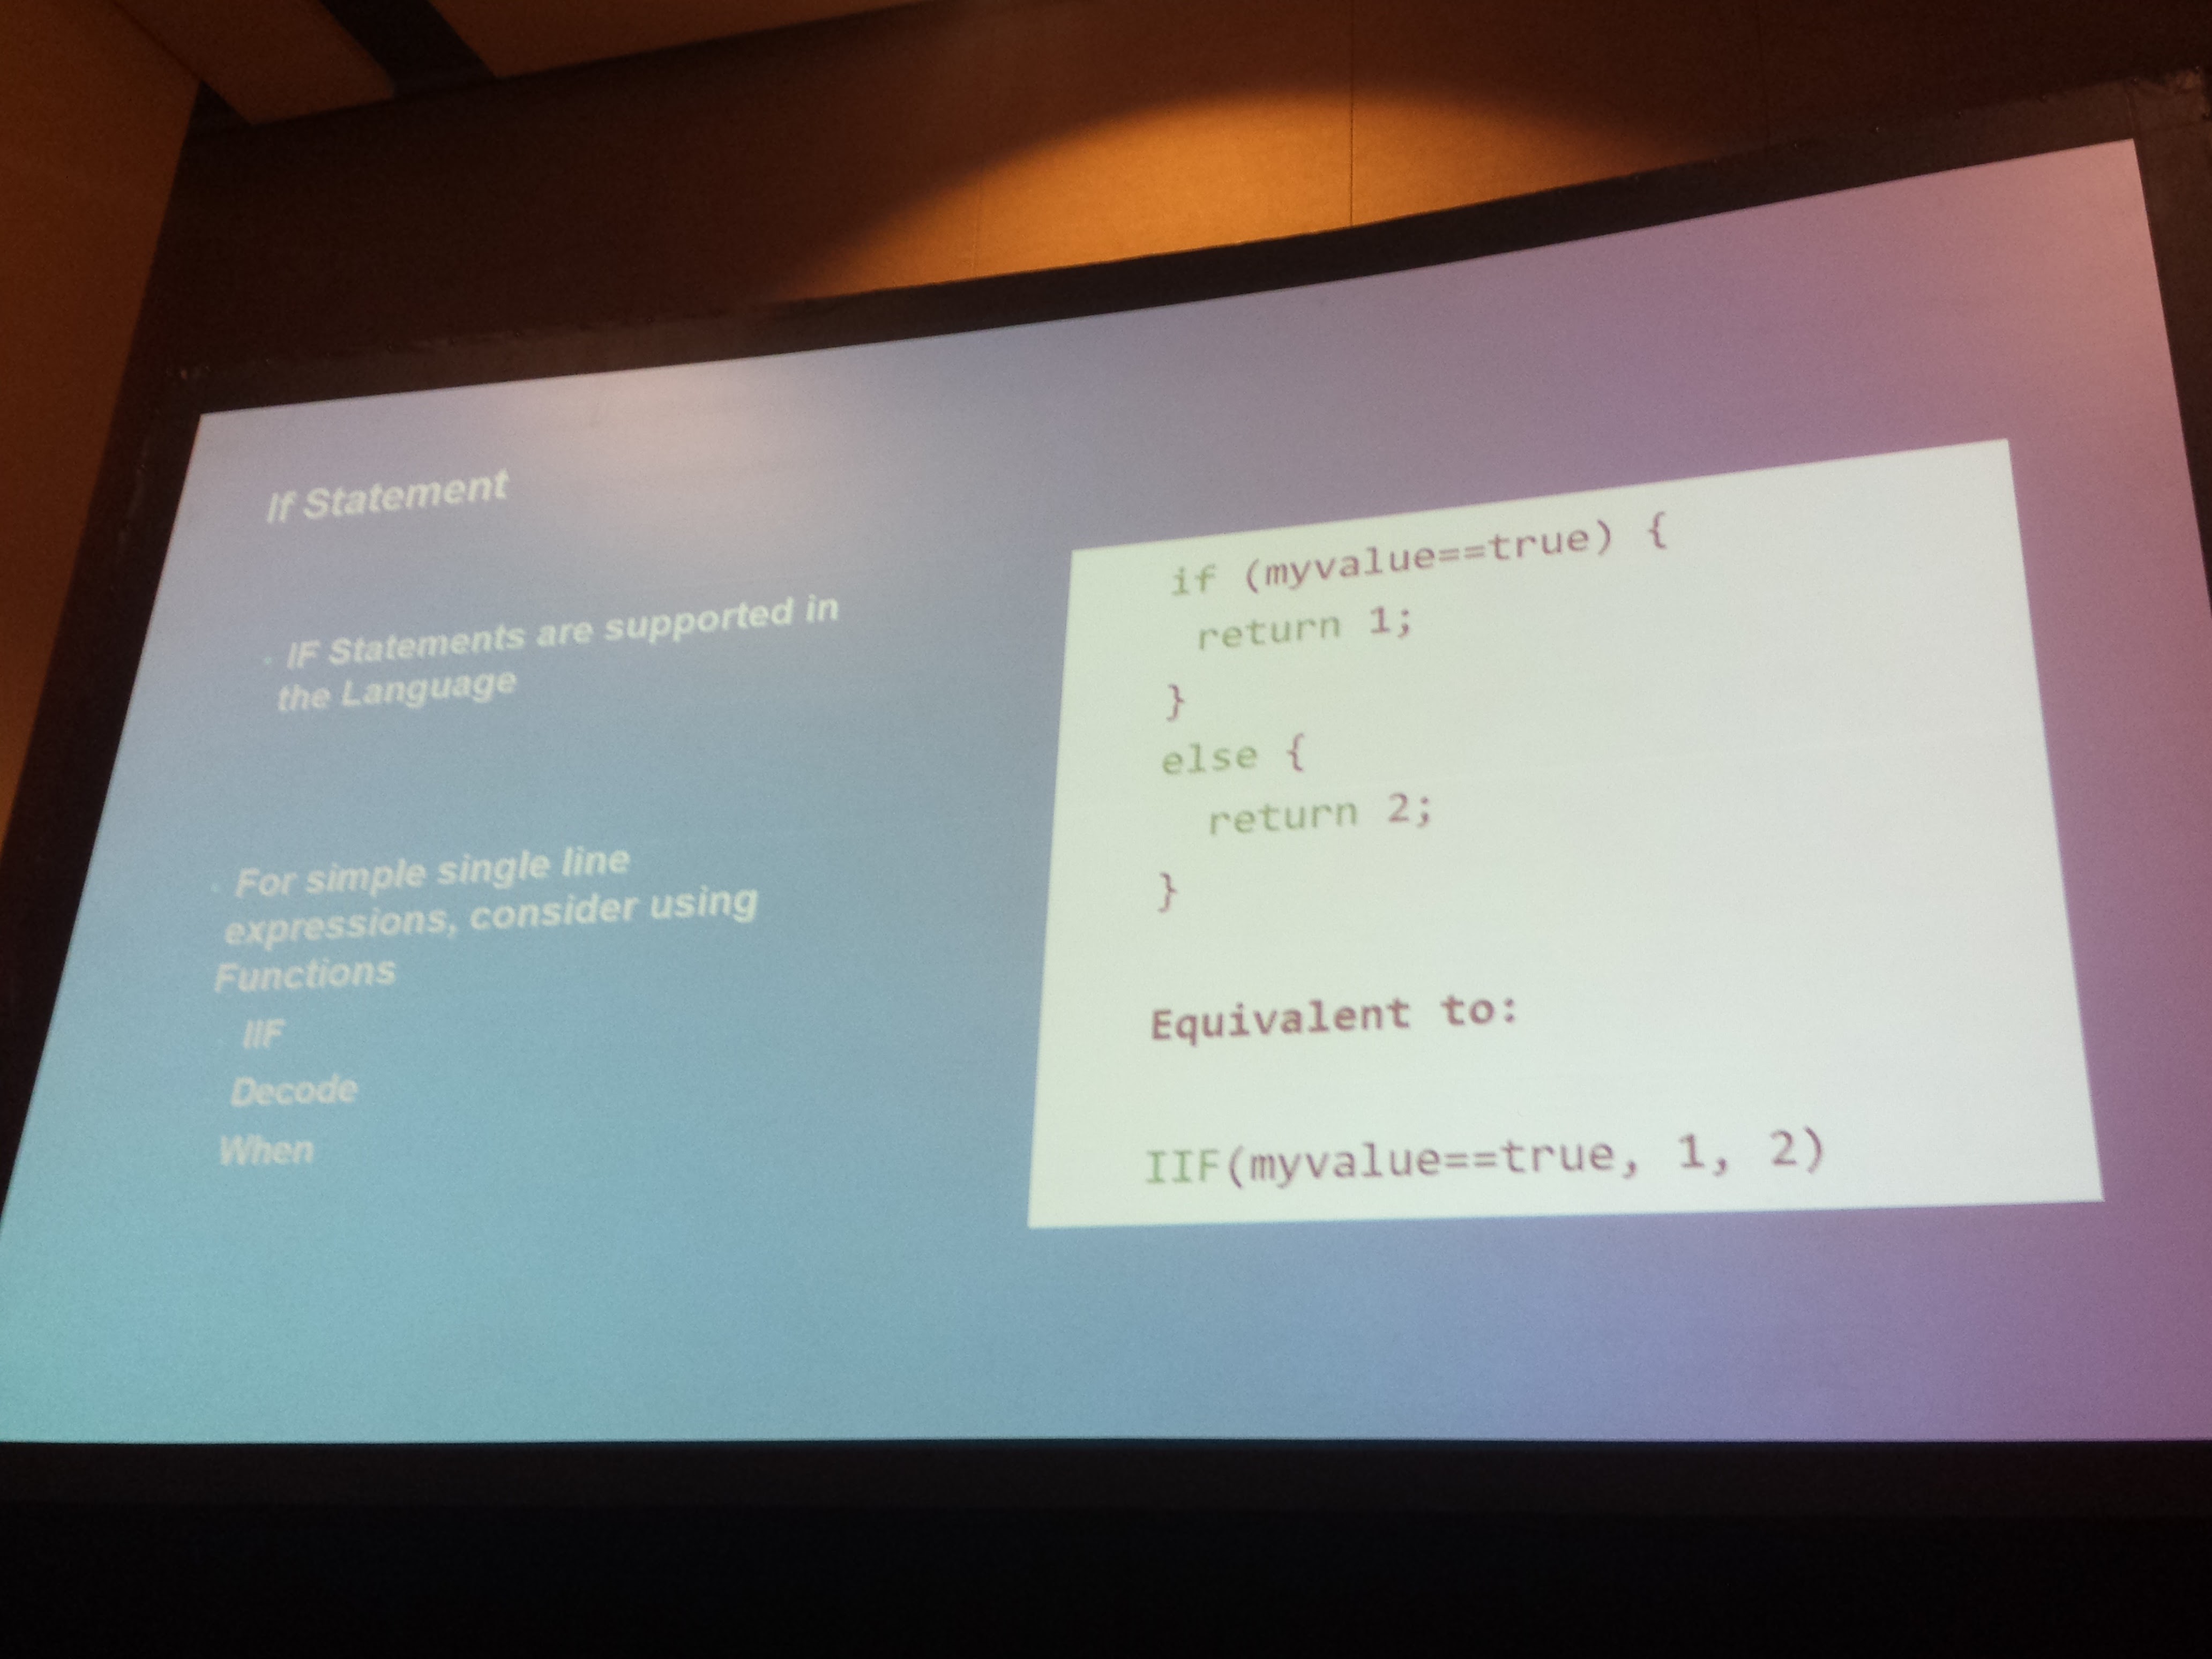 If Statement
• IF Statements are supported in
the Language
• For simple single line
expressions, consider using
Functions
IIF
Decode
When
if (myvalue==true) {
return 1;
}
else {
return 2;
}
Equivalent to:
IIF(myvalue==true, 1, 2)